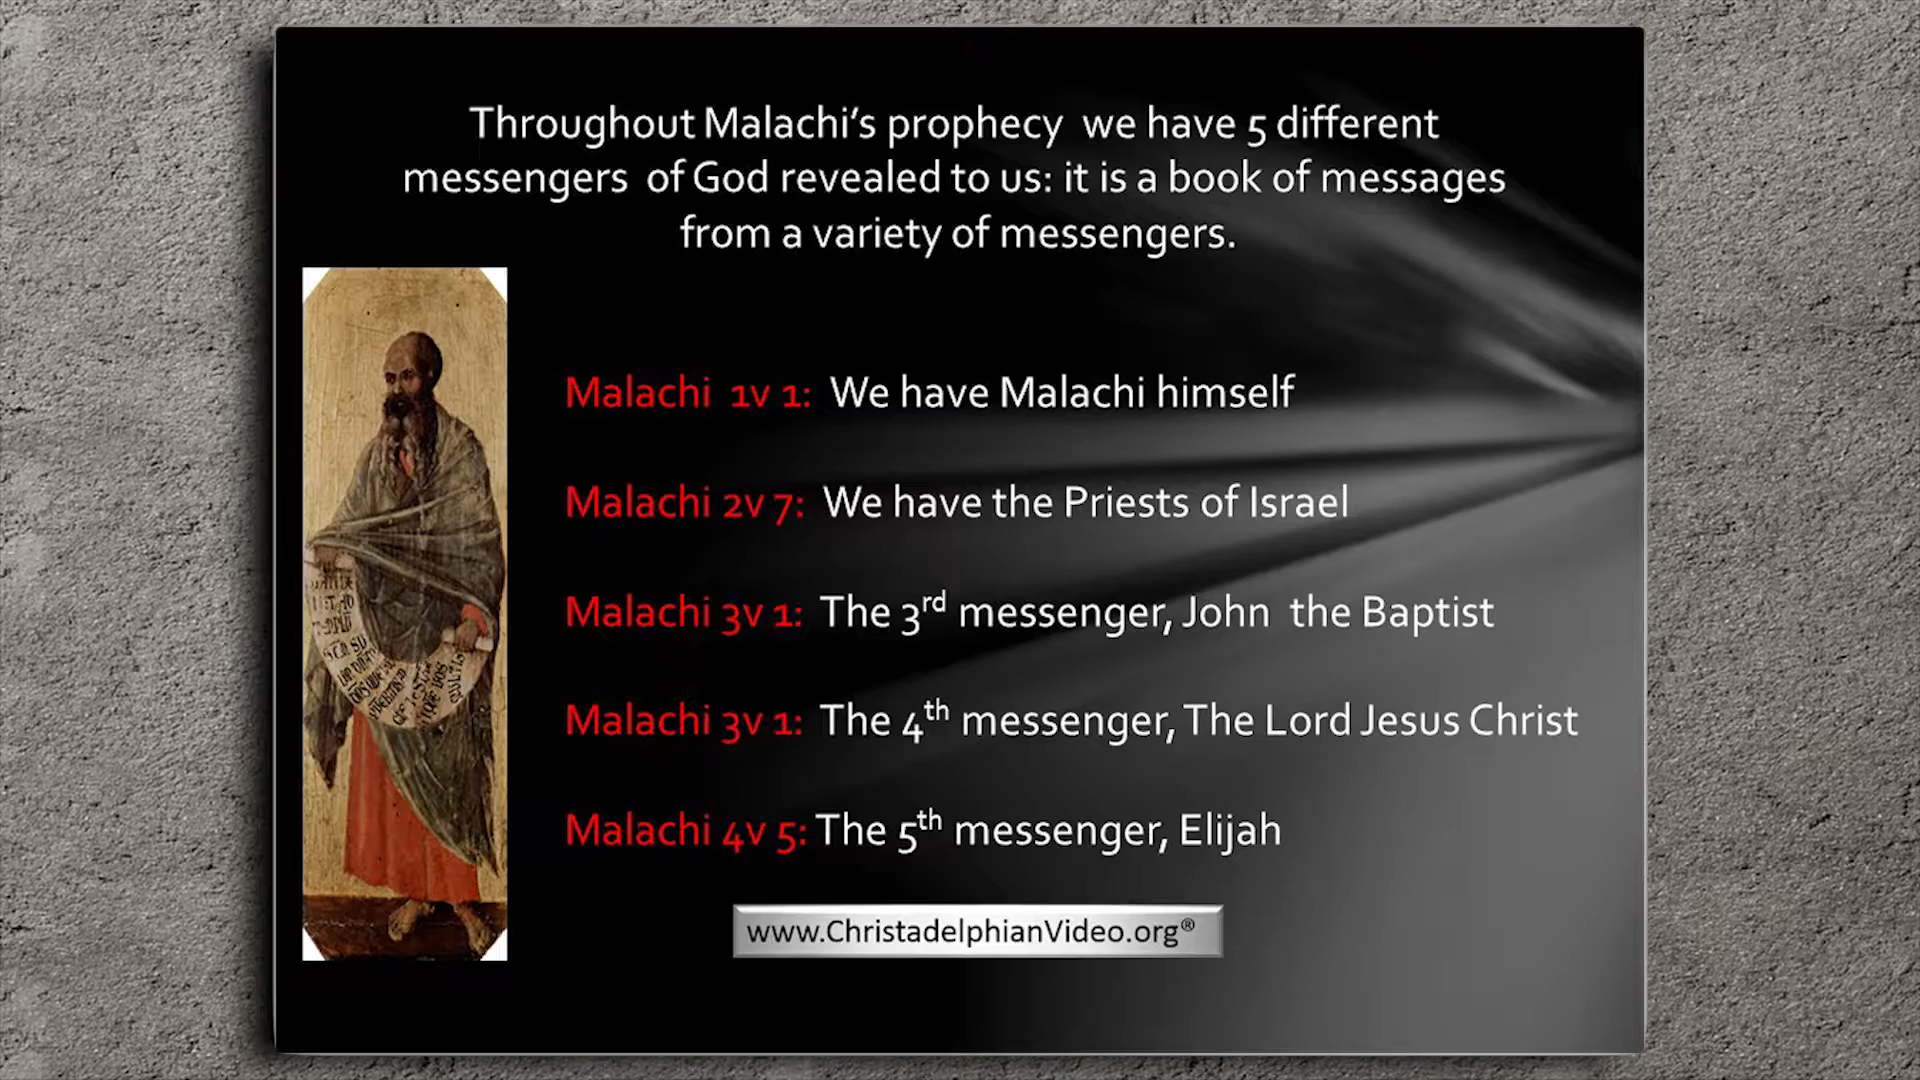 Throughout Malachi's prophecy we have 5 different
messengers of God revealed to us: it is a book of messages
from a variety of messengers.
Malachi 1v 1: We have Malachi himself
Malachi 2v 7: We have the Priests of Israel
Malachi 3v 1: The 3rd messenger, John the Baptist
Malachi 3v 1: The 4th messenger, The Lord Jesus Christ
Malachi 4v 5: The 5th messenger, Elijah
www.ChristadelphianVideo.org®